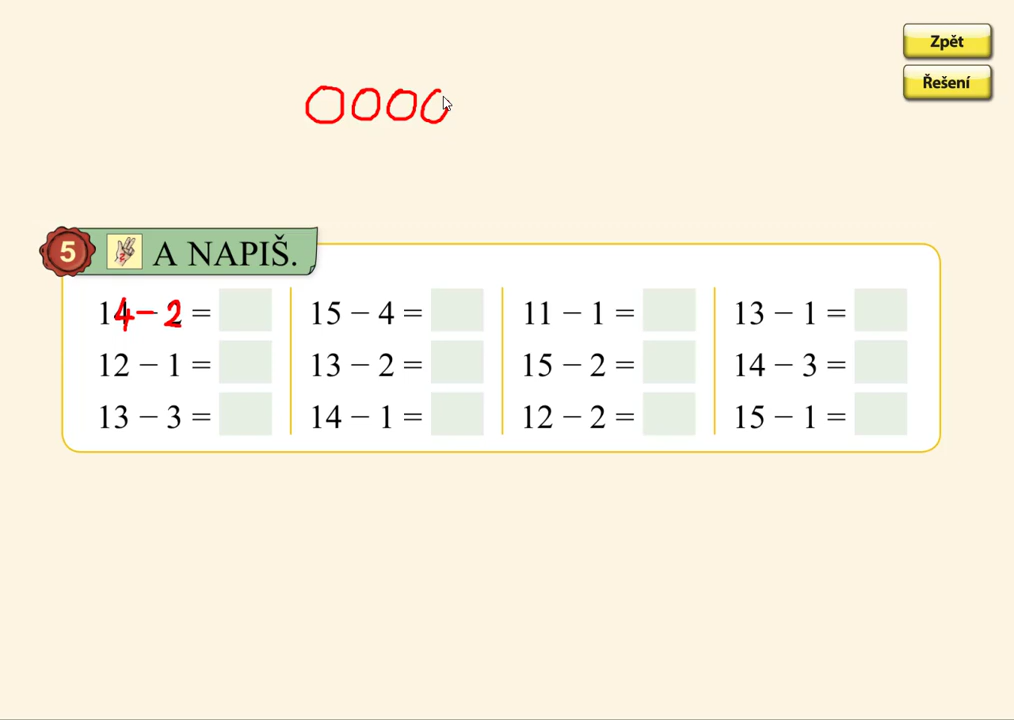 Zpět
Řešení
5 A NAPIŠ.
14 − 2 = 15 − 4 = 11 − 1 = 13 − 1 =
12 − 1 = 13 − 2 = 15 − 2 = 14 − 3 =
13 − 3 = 14 − 1 = 12 − 2 = 15 − 1 =